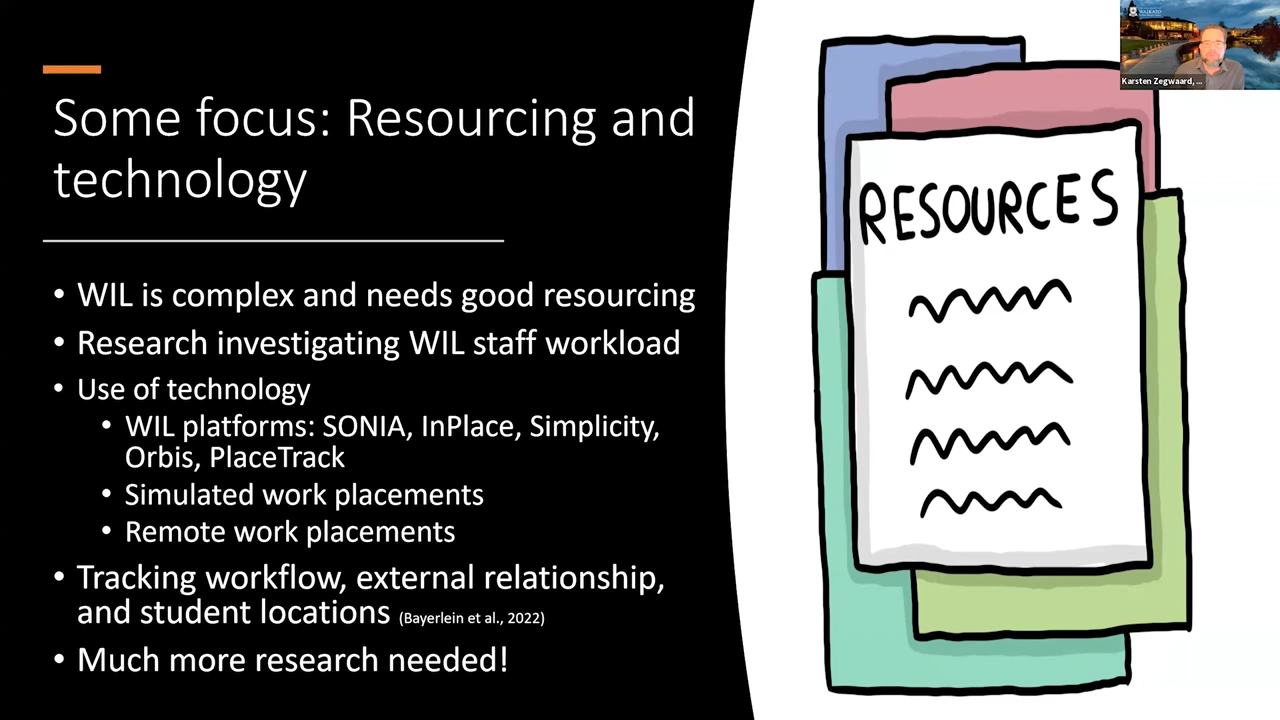 WAIKATO
Karsten Zegwaard, ...
Some focus: Resourcing and
technology
• WIL is complex and needs good resourcing
• Research investigating WIL staff workload
• Use of technology
• WIL platforms: SONIA, InPlace, Simplicity,
Orbis, PlaceTrack
• Simulated work placements
• Remote work placements
• Tracking workflow, external relationship,
and student locations (Bayerlein et al., 2022)
• Much more research needed!
RESOURCES